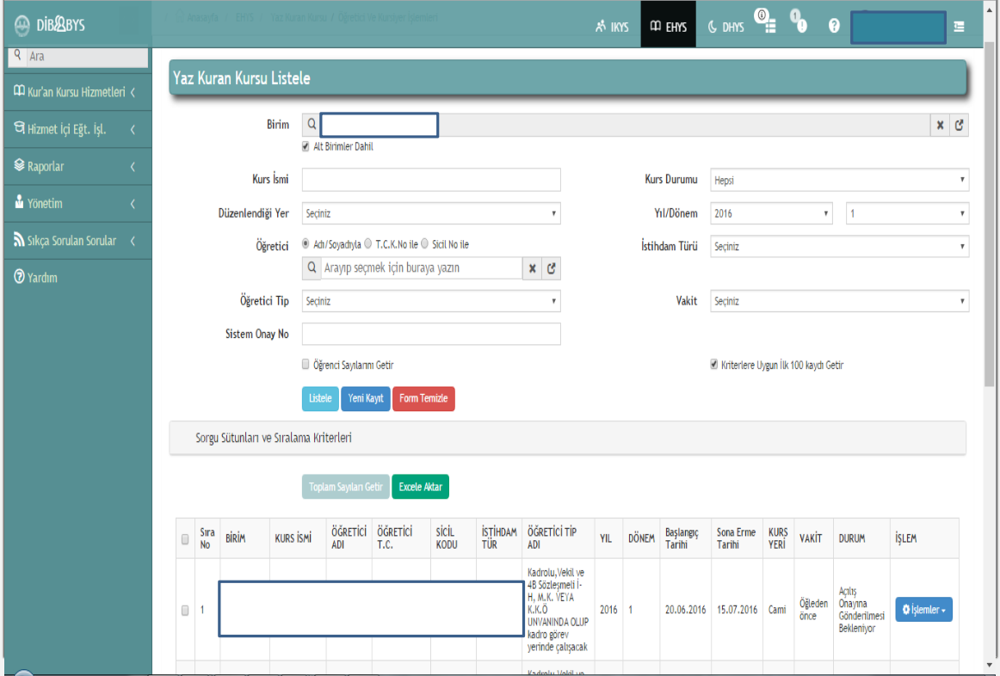 DİBBYS
Anasayfa / EHYS / Yaz Kuran Kursu / Öğretici Ve
IKYS
EHYS
DHYS
1
Ara
Kur'an Kursu Hizmetleri
Hizmet İçi Eğt. İşl.
Raporlar
Yönetim
Sıkça Sorulan Sorular
Yardım
Yaz Kuran Kursu Listele
Birim
Alt Birimler Dahil
Kurs İsmi
Kurs Durumu Hepsi
Düzenlendiği Yer Seçiniz
Yıl/Dönem 2016 1
Öğretici Adı/Soyadıyla T.C.K.No ile Sicil No ile
İstihdam Türü Seçiniz
Arayıp seçmek için buraya yazın
Öğretici Tip Seçiniz
Vakit Seçiniz
Sistem Onay No
Öğrenci Sayılarını Getir
Kriterlere Uygun İlk 100 kaydı Getir
Listele Yeni Kayıt Form Temizle
Sorgu Sütunları ve Sıralama Kriterleri
Toplam Sayıları Getir Excele Aktar
Sıra No BİRİM KURS İSMİ ÖĞRETİCİ ADI ÖĞRETİCİ T.C. SİCİL KODU İSTİHDAM TÜR ÖĞRETİCİ TİP ADI YIL DÖNEM Başlangıç Tarihi Sona Erme Tarihi KURS YERİ VAKİT DURUM İŞLEM
1
Kadrolu,Vekil ve
4B Sözleşmeli İ-
H, M.K. VEYA
K.K.Ö
UNVANINDA OLUP
kadro görev
yerinde çalışacak
2016 1 20.06.2016 15.07.2016 Cami
Öğleden
önce
Açılış
Onayına
Gönderilmesi
Bekleniyor
İşlemler
Kadrolu,Vekil ve